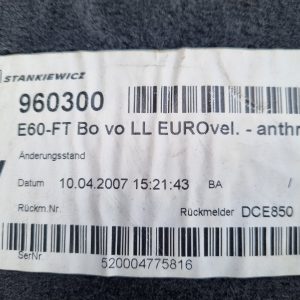 STANKIEWICZ
960300
E60-FT Bo vo LL EUROvel. - anthr
Änderungsstand
Datum 10.04.2007 15:21:43 BA /
Rückm.Nr. Rückmelder DCE850
SerNr.
520004775816